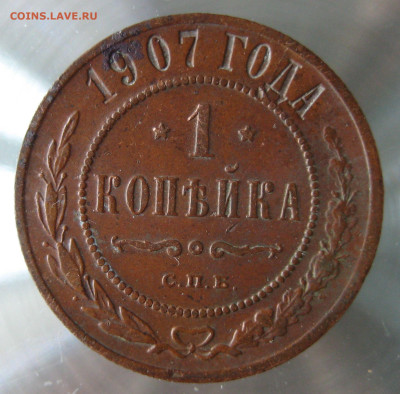 COINS.LAVE.RU
1907 ГОДА
1
КОПѢЙКА
С.П.Б.